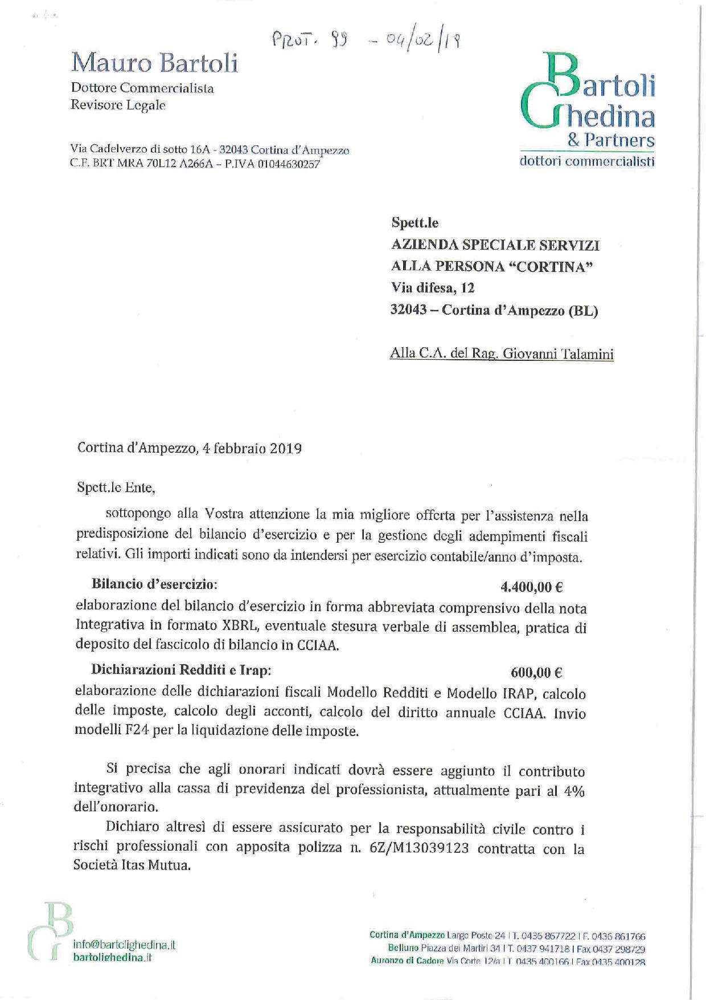 PROT. 99 - 04/02/19
Mauro Bartoli
Dottore Commercialista
Revisore Legale
Via Cadelverzo di sotto 16A - 32043 Cortina d'Ampezzo
C.F. BRT MRA 70L12 A266A – P.IVA 01044630257
Bartoli
Ghedina
& Partners
dottori commercialisti
Spett.le
AZIENDA SPECIALE SERVIZI
ALLA PERSONA “CORTINA”
Via difesa, 12
32043 – Cortina d’Ampezzo (BL)
Alla C.A. del Rag. Giovanni Talamini
Cortina d'Ampezzo, 4 febbraio 2019
Spett.le Ente,
sottopongo alla Vostra attenzione la mia migliore offerta per l’assistenza nella
predisposizione del bilancio d’esercizio e per la gestione degli adempimenti fiscali
relativi. Gli importi indicati sono da intendersi per esercizio contabile/anno d’imposta.
Bilancio d’esercizio: 4.400,00 €
elaborazione del bilancio d'esercizio in forma abbreviata comprensivo della nota
Integrativa in formato XBRL, eventuale stesura verbale di assemblea, pratica di
deposito del fascicolo di bilancio in CCIAA.
Dichiarazioni Redditi e Irap: 600,00 €
elaborazione delle dichiarazioni fiscali Modello Redditi e Modello IRAP, calcolo
delle imposte, calcolo degli acconti, calcolo del diritto annuale CCIAA. Invio
modelli F24 per la liquidazione delle imposte.
Si precisa che agli onorari indicati dovrà essere aggiunto il contributo
integrativo alla cassa di previdenza del professionista, attualmente pari al 4%
dell'onorario.
Dichiaro altresì di essere assicurato per la responsabilità civile contro i
rischi professionali con apposita polizza n. 6Z/M13039123 contratta con la
Società Itas Mutua.
BG
info@bartolighedina.it
bartolighedina.it
Cortina d'Ampezzo Largo Poste 24 | T. 0436 867722 | F. 0436 861766
Belluno Piazza dei Martiri 34 | T. 0437 941718 | Fax 0437 298729
Auronzo di Cadore Via Corte 12/a | T 0435 400166 | Fax 0435 400128